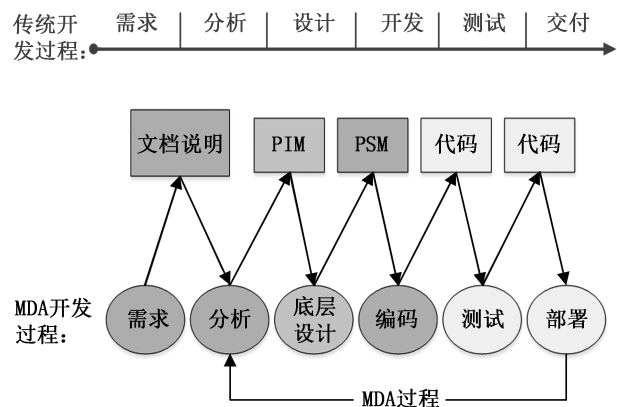 传统开
发过程:
需求
分析
设计
开发
测试
交付
文档说明
PIM
PSM
代码
代码
MDA开发
过程:
需求
分析
底层
设计
编码
测试
部署
MDA过程